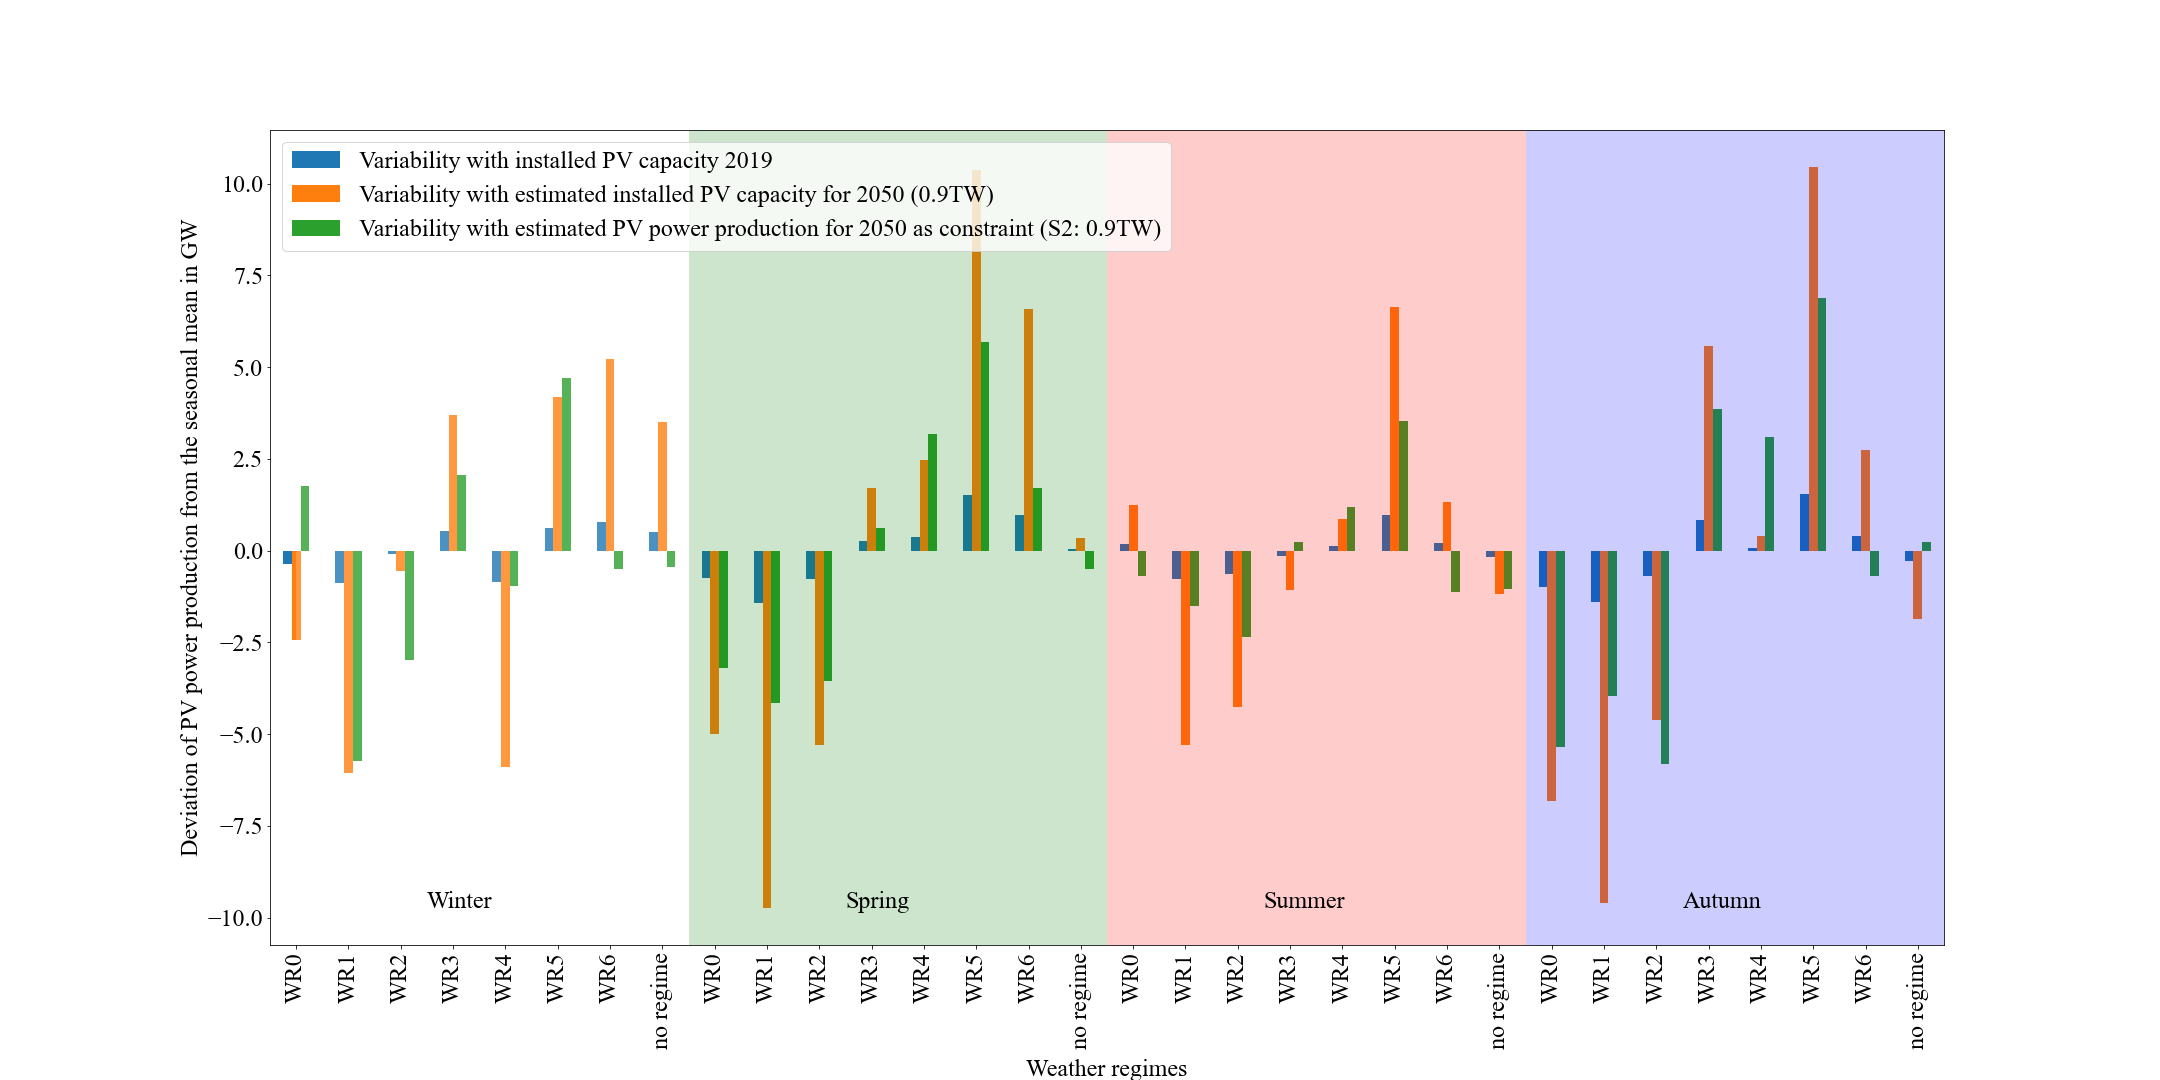 Variability with installed PV capacity 2019
Variability with estimated installed PV capacity for 2050 (0.9TW)
Variability with estimated PV power production for 2050 as constraint (S2: 0.9TW)
Deviation of PV power production from the seasonal mean in GW
10.0
7.5
5.0
2.5
0.0
−2.5
−5.0
−7.5
−10.0
Winter
Spring
Summer
Autumn
WR0
WR1
WR2
WR3
WR4
WR5
WR6
no regime
WR0
WR1
WR2
WR3
WR4
WR5
WR6
no regime
WR0
WR1
WR2
WR3
WR4
WR5
WR6
no regime
WR0
WR1
WR2
WR3
WR4
WR5
WR6
no regime
Weather regimes